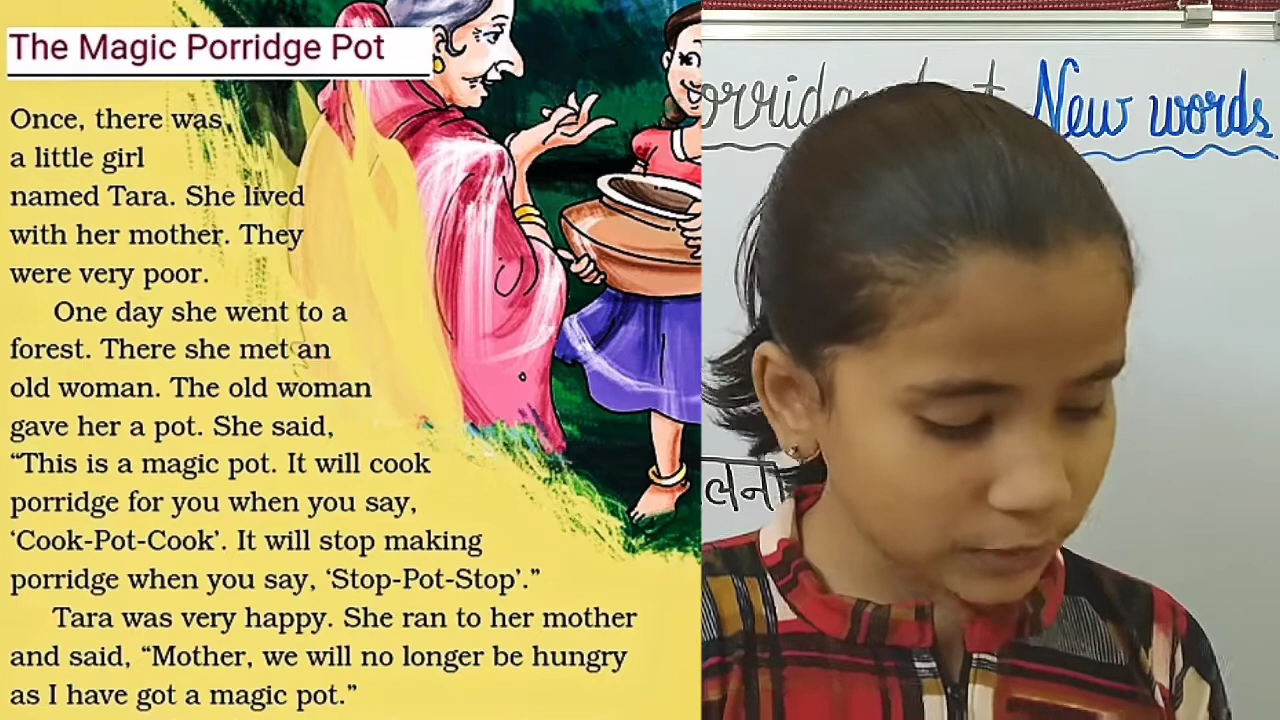 The Magic Porridge Pot
Once, there was
a little girl
named Tara. She lived
with her mother. They
were very poor.
One day she went to a
forest. There she met an
old woman. The old woman
gave her a pot. She said,
“This is a magic pot. It will cook
porridge for you when you say,
‘Cook-Pot-Cook’. It will stop making
porridge when you say, ‘Stop-Pot-Stop’.”
Tara was very happy. She ran to her mother
and said, “Mother, we will no longer be hungry
as I have got a magic pot.”
New words